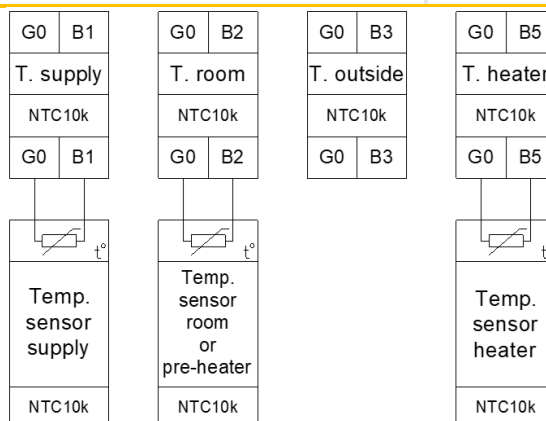 G0 B1 G0 B2 G0 B3 G0 B5
T. supply T. room T. outside T. heater
NTC10k NTC10k NTC10k NTC10k
G0 B1 G0 B2 G0 B3 G0 B5
t° t° t
Temp.
sensor
supply
Temp.
sensor
room
or
pre-heater
Temp.
sensor
heater
NTC10k NTC10k NTC10k